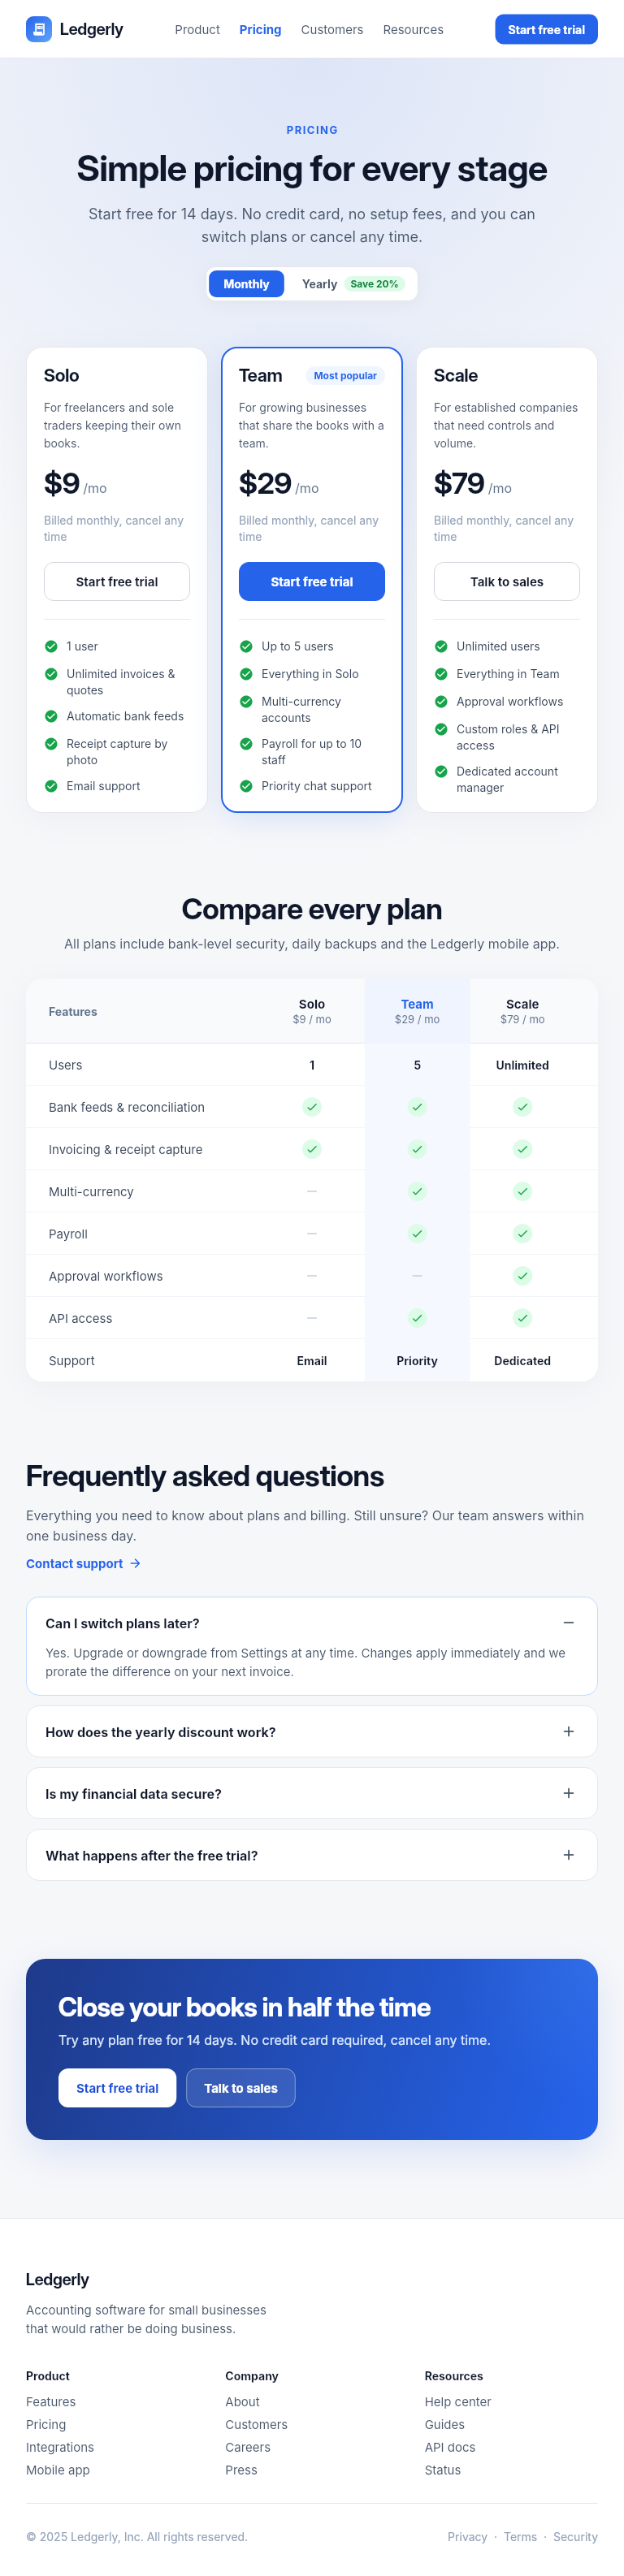 Ledgerly
Product
Pricing
Customers
Resources
Start free trial
PRICING
Simple pricing for every stage
Start free for 14 days. No credit card, no setup fees, and you can
switch plans or cancel any time.
Monthly
Yearly
Save 20%
Solo
For freelancers and sole
traders keeping their own
books.
$9 /mo
Billed monthly, cancel any
time
Start free trial
1 user
Unlimited invoices &
quotes
Automatic bank feeds
Receipt capture by
photo
Email support
Team
Most popular
For growing businesses
that share the books with a
team.
$29 /mo
Billed monthly, cancel any
time
Start free trial
Up to 5 users
Everything in Solo
Multi-currency
accounts
Payroll for up to 10
staff
Priority chat support
Scale
For established companies
that need controls and
volume.
$79 /mo
Billed monthly, cancel any
time
Talk to sales
Unlimited users
Everything in Team
Approval workflows
Custom roles & API
access
Dedicated account
manager
Compare every plan
All plans include bank-level security, daily backups and the Ledgerly mobile app.
Features
Solo
$9 / mo
Team
$29 / mo
Scale
$79 / mo
Users 1 5 Unlimited
Bank feeds & reconciliation
Invoicing & receipt capture
Multi-currency —
Payroll —
Approval workflows — —
API access —
Support Email Priority Dedicated
Frequently asked questions
Everything you need to know about plans and billing. Still unsure? Our team answers within
one business day.
Contact support →
Can I switch plans later?
Yes. Upgrade or downgrade from Settings at any time. Changes apply immediately and we
prorate the difference on your next invoice.
How does the yearly discount work?
Is my financial data secure?
What happens after the free trial?
Close your books in half the time
Try any plan free for 14 days. No credit card required, cancel any time.
Start free trial
Talk to sales
Ledgerly
Accounting software for small businesses
that would rather be doing business.
Product
Features
Pricing
Integrations
Mobile app
Company
About
Customers
Careers
Press
Resources
Help center
Guides
API docs
Status
© 2025 Ledgerly, Inc. All rights reserved.
Privacy · Terms · Security